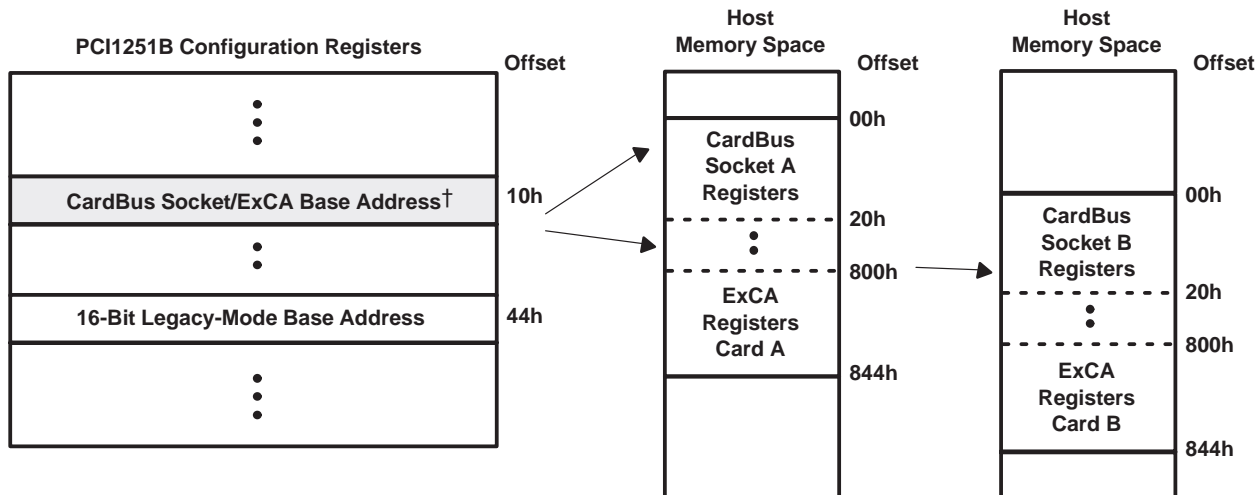 PCI1251B Configuration Registers
Offset
CardBus Socket/ExCA Base Address†
10h
16-Bit Legacy-Mode Base Address
44h
Host
Memory Space
Offset
00h
CardBus
Socket A
Registers
20h
800h
ExCA
Registers
Card A
844h
Host
Memory Space
Offset
00h
CardBus
Socket B
Registers
20h
800h
ExCA
Registers
Card B
844h